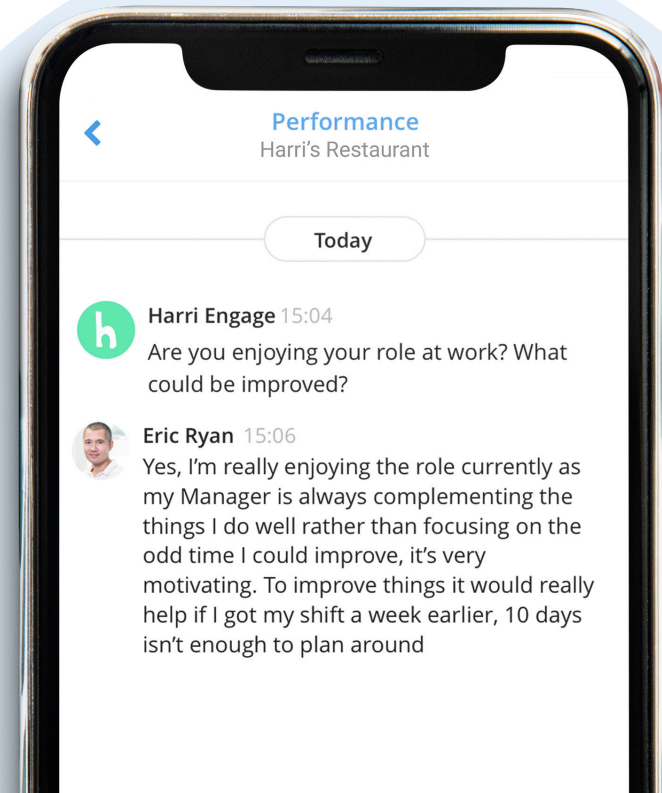 Performance
Harri’s Restaurant
Today
h
Harri Engage 15:04
Are you enjoying your role at work? What
could be improved?
Eric Ryan 15:06
Yes, I’m really enjoying the role currently as
my Manager is always complementing the
things I do well rather than focusing on the
odd time I could improve, it’s very
motivating. To improve things it would really
help if I got my shift a week earlier, 10 days
isn’t enough to plan around